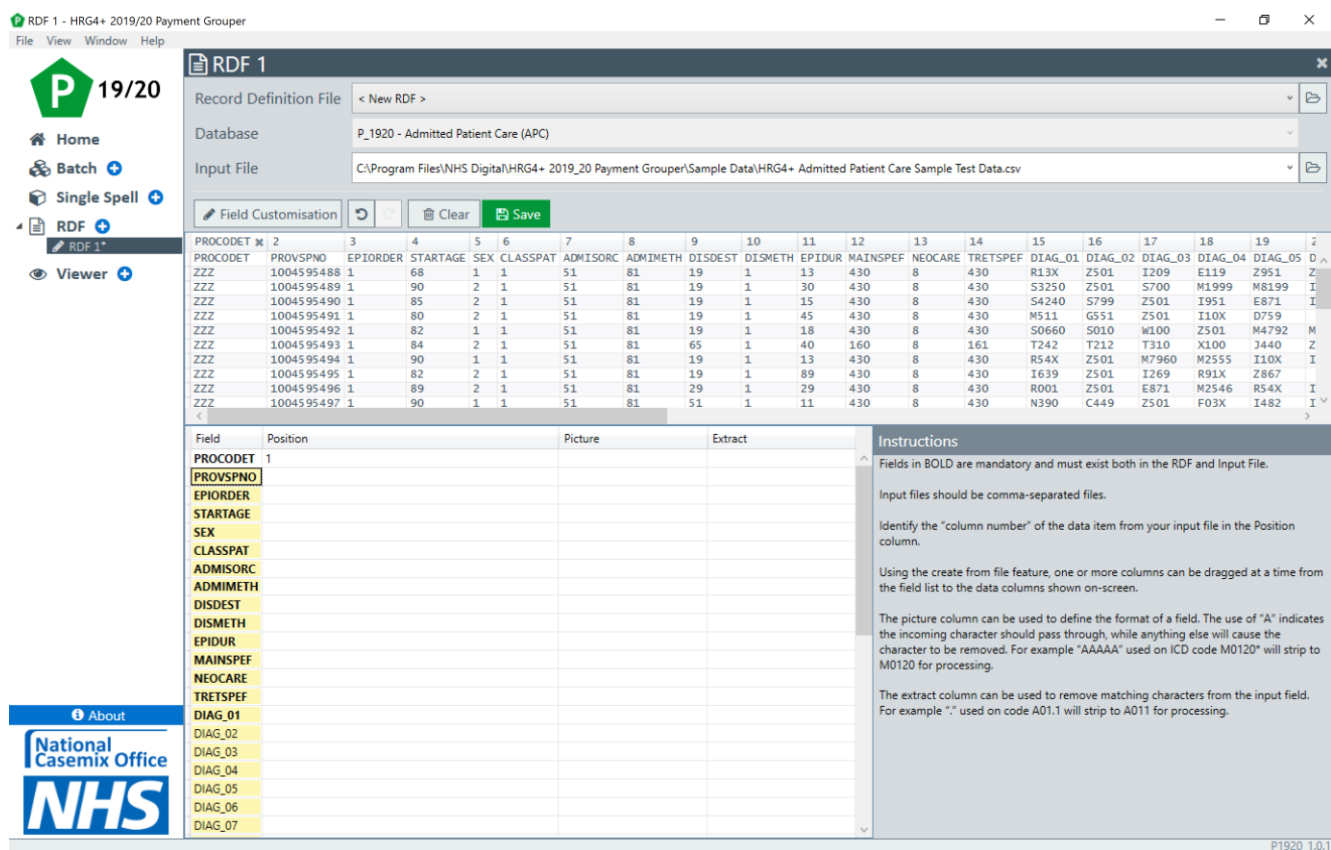 RDF 1 - HRG4+ 2019/20 Payment Grouper
File View Window Help
P 19/20
Home
Batch
Single Spell
RDF
RDF 1*
Viewer
RDF 1
Record Definition File < New RDF >
Database P_1920 - Admitted Patient Care (APC)
Input File C:\Program Files\NHS Digital\HRG4+ 2019_20 Payment Grouper\Sample Data\HRG4+ Admitted Patient Care Sample Test Data.csv
Field Customisation Clear Save
PROCODET 2 3 4 5 6 7 8 9 10 11 12 13 14 15 16 17 18 19 2
PROCODET PROVSPNO EPIORDER STARTAGE SEX CLASSPAT ADMISORC ADMIMETH DISDEST DISMETH EPIDUR MAINSPEF NEOCARE TRETSPEF DIAG_01 DIAG_02 DIAG_03 DIAG_04 DIAG_05 D
ZZZ 1004595488 1 68 1 1 51 81 19 1 13 430 8 430 R13X Z501 I209 E119 Z951 Z
ZZZ 1004595489 1 90 2 1 51 81 19 1 30 430 8 430 S3250 Z501 S700 M1999 M8199 I
ZZZ 1004595490 1 85 2 1 51 81 19 1 15 430 8 430 S4240 S799 Z501 I951 E871 I
ZZZ 1004595491 1 80 2 1 51 81 19 1 45 430 8 430 M511 G551 Z501 I10X D759
ZZZ 1004595492 1 82 1 1 51 81 19 1 18 430 8 430 S0660 S010 W100 Z501 M4792 M
ZZZ 1004595493 1 84 2 1 51 81 65 1 40 160 8 161 T242 T212 T310 X100 J440 Z
ZZZ 1004595494 1 90 1 1 51 81 19 1 13 430 8 430 R54X Z501 M7960 M2555 I10X I
ZZZ 1004595495 1 82 2 1 51 81 19 1 89 430 8 430 I639 Z501 I269 R91X Z867
ZZZ 1004595496 1 89 2 1 51 81 29 1 29 430 8 430 R001 Z501 E871 M2546 R54X I
ZZZ 1004595497 1 90 1 1 51 81 51 1 11 430 8 430 N390 C449 Z501 F03X I482 I
Field Position Picture Extract
PROCODET 1
PROVSPNO
EPIORDER
STARTAGE
SEX
CLASSPAT
ADMISORC
ADMIMETH
DISDEST
DISMETH
EPIDUR
MAINSPEF
NEOCARE
TRETSPEF
DIAG_01
DIAG_02
DIAG_03
DIAG_04
DIAG_05
DIAG_06
DIAG_07
Instructions
Fields in BOLD are mandatory and must exist both in the RDF and Input File.
Input files should be comma-separated files.
Identify the "column number" of the data item from your input file in the Position
column.
Using the create from file feature, one or more columns can be dragged at a time from
the field list to the data columns shown on-screen.
The picture column can be used to define the format of a field. The use of "A" indicates
the incoming character should pass through, while anything else will cause the
character to be removed. For example "AAAAA" used on ICD code M0120* will strip to
M0120 for processing.
The extract column can be used to remove matching characters from the input field.
For example "." used on code A01.1 will strip to A011 for processing.
About
National
Casemix Office
NHS
P1920 1.0.1